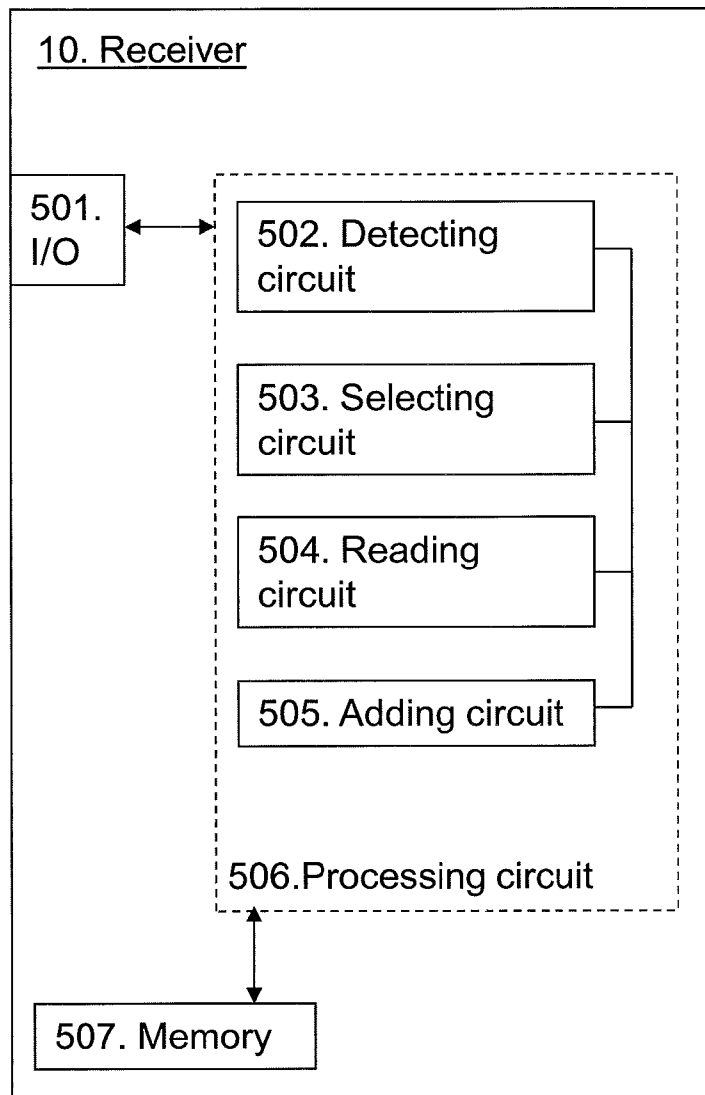 10. Receiver
501.
I/O
502. Detecting
circuit
503. Selecting
circuit
504. Reading
circuit
505. Adding circuit
506.Processing circuit
507. Memory